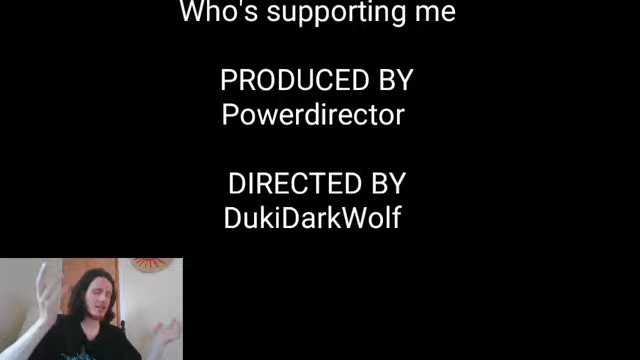 Who's supporting me
PRODUCED BY
Powerdirector
DIRECTED BY
DukiDarkWolf